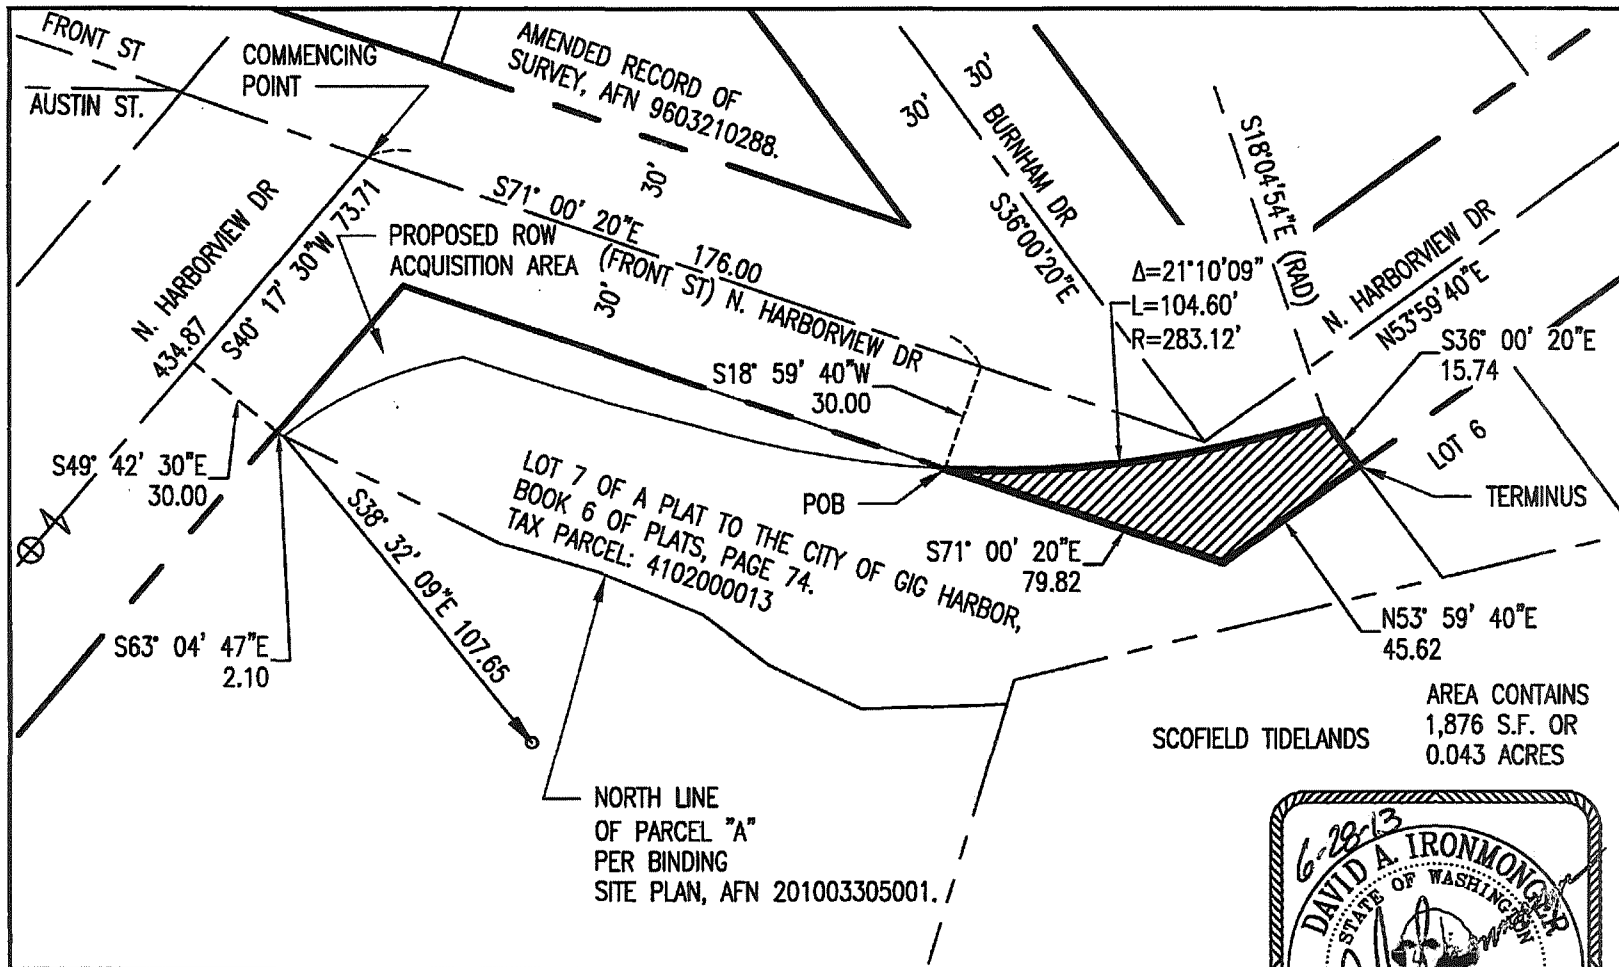 FRONT ST
AUSTIN ST.
COMMENCING
POINT
AMENDED RECORD OF
SURVEY, AFN 9603210288.
30'
30'
BURNHAM DR
S36°00'20"E
S18°04'54"E (RAD)
N. HARBORVIEW DR
434.87
S40° 17' 30"W 73.71
PROPOSED ROW
ACQUISITION AREA
30'
S71° 00' 20"E
176.00
(FRONT ST) N. HARBORVIEW DR
30'
Δ=21°10'09"
L=104.60'
R=283.12'
N. HARBORVIEW DR
N53°59'40"E
S36° 00' 20"E
15.74
S18° 59' 40"W
30.00
LOT 6
S49° 42' 30"E
30.00
POB
TERMINUS
LOT 7 OF A PLAT TO THE CITY OF GIG HARBOR,
BOOK 6 OF PLATS, PAGE 74.
TAX PARCEL: 4102000013
S71° 00' 20"E
79.82
S38° 32' 09"E 107.65
S63° 04' 47"E
2.10
N53° 59' 40"E
45.62
SCOFIELD TIDELANDS
AREA CONTAINS
1,876 S.F. OR
0.043 ACRES
NORTH LINE
OF PARCEL "A"
PER BINDING
SITE PLAN, AFN 201003305001.
6-28-13
DAVID A. IRONMONGER
STATE OF WASHINGTON